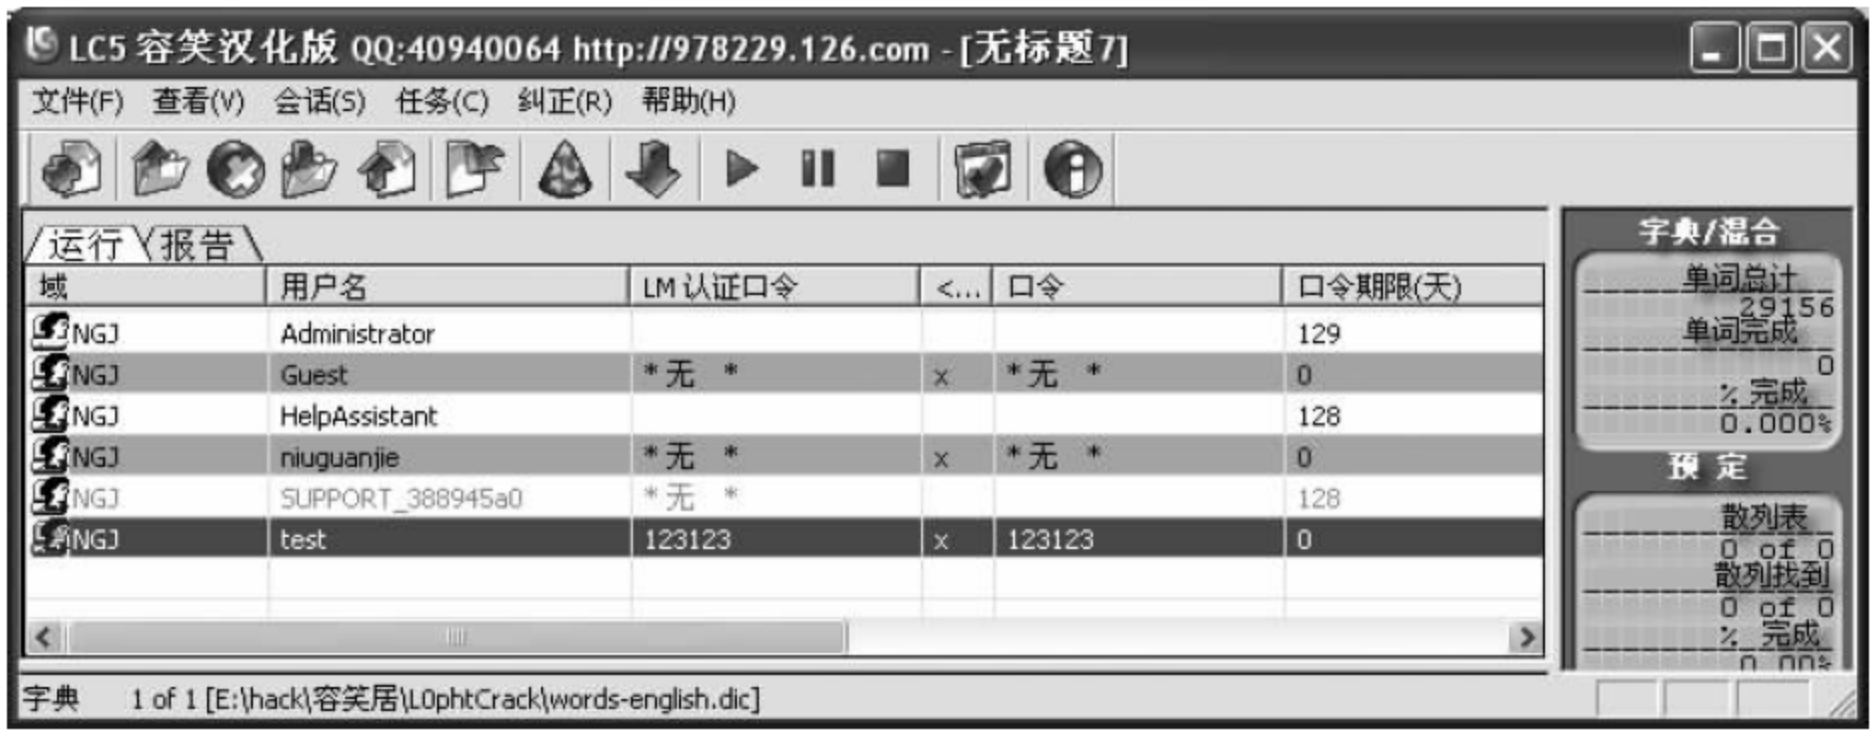 LC5 容笑汉化版 QQ:40940064 http://978229.126.com - [无标题7]
文件(F) 查看(V) 会话(S) 任务(C) 纠正(R) 帮助(H)
运行 报告
域 用户名 LM 认证口令 <... 口令 口令期限(天)
NGJ Administrator 129
NGJ Guest * 无 * x * 无 * 0
NGJ HelpAssistant 128
NGJ niuguanjie * 无 * x * 无 * 0
NGJ SUPPORT_388945a0 * 无 * 128
NGJ test 123123 x 123123 0
字典/混合
单词总计
29156
单词完成
0
% 完成
0.000%
预 定
散列表
0 of 0
散列找到
0 of 0
% 完成
0.00%
字典 1 of 1 [E:\hack\容笑居\L0phtCrack\words-english.dic]